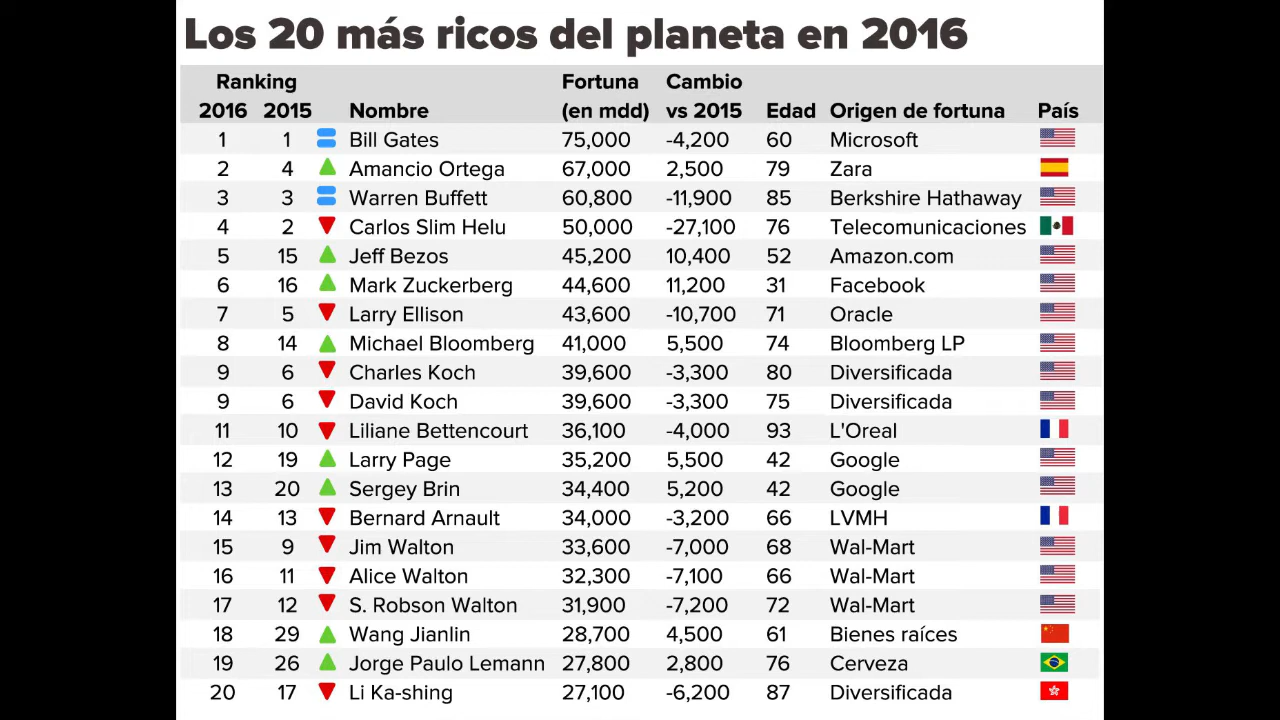 Los 20 más ricos del planeta en 2016
Ranking Fortuna Cambio
2016 2015 Nombre (en mdd) vs 2015 Edad Origen de fortuna País
1 1 Bill Gates 75,000 -4,200 60 Microsoft
2 4 Amancio Ortega 67,000 2,500 79 Zara
3 3 Warren Buffett 60,800 -11,900 85 Berkshire Hathaway
4 2 Carlos Slim Helu 50,000 -27,100 76 Telecomunicaciones
5 15 Jeff Bezos 45,200 10,400 52 Amazon.com
6 16 Mark Zuckerberg 44,600 11,200 31 Facebook
7 5 Larry Ellison 43,600 -10,700 71 Oracle
8 14 Michael Bloomberg 41,000 5,500 74 Bloomberg LP
9 6 Charles Koch 39,600 -3,300 80 Diversificada
9 6 David Koch 39,600 -3,300 75 Diversificada
11 10 Liliane Bettencourt 36,100 -4,000 93 L'Oreal
12 19 Larry Page 35,200 5,500 42 Google
13 20 Sergey Brin 34,400 5,200 42 Google
14 13 Bernard Arnault 34,000 -3,200 66 LVMH
15 9 Jim Walton 33,600 -7,000 68 Wal-Mart
16 11 Alice Walton 32,300 -7,100 66 Wal-Mart
17 12 S. Robson Walton 31,900 -7,200 72 Wal-Mart
18 29 Wang Jianlin 28,700 4,500 61 Bienes raíces
19 26 Jorge Paulo Lemann 27,800 2,800 76 Cerveza
20 17 Li Ka-shing 27,100 -6,200 87 Diversificada